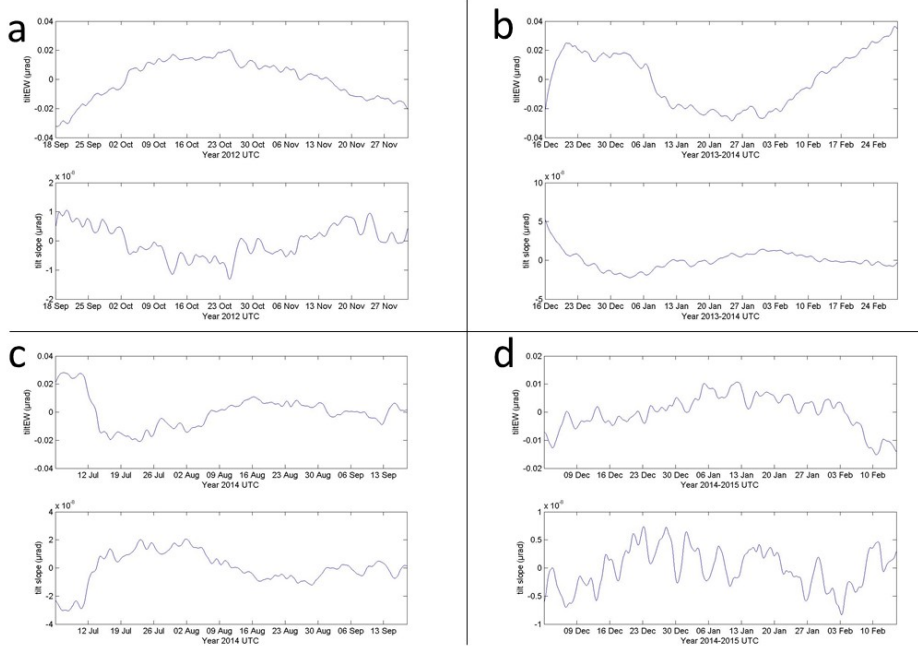 a
0.04
0.02
0
-0.02
-0.04
tiltEW (μrad)
18 Sep 25 Sep 02 Oct 09 Oct 16 Oct 23 Oct 30 Oct 06 Nov 13 Nov 20 Nov 27 Nov
Year 2012 UTC
2
1
0
-1
-2
tilt slope (μrad)
18 Sep 25 Sep 02 Oct 09 Oct 16 Oct 23 Oct 30 Oct 06 Nov 13 Nov 20 Nov 27 Nov
Year 2012 UTC
b
0.04
0.02
0
-0.02
-0.04
tiltEW (μrad)
16 Dec 23 Dec 30 Dec 06 Jan 13 Jan 20 Jan 27 Jan 03 Feb 10 Feb 17 Feb 24 Feb
Year 2013-2014 UTC
10
5
0
-5
tilt slope (μrad)
16 Dec 23 Dec 30 Dec 06 Jan 13 Jan 20 Jan 27 Jan 03 Feb 10 Feb 17 Feb 24 Feb
Year 2013-2014 UTC
c
0.04
0.02
0
-0.02
-0.04
tiltEW (μrad)
12 Jul 19 Jul 26 Jul 02 Aug 09 Aug 16 Aug 23 Aug 30 Aug 06 Sep 13 Sep
Year 2014 UTC
4
2
0
-2
-4
tilt slope (μrad)
12 Jul 19 Jul 26 Jul 02 Aug 09 Aug 16 Aug 23 Aug 30 Aug 06 Sep 13 Sep
Year 2014 UTC
d
0.02
0.01
0
-0.01
-0.02
tiltEW (μrad)
09 Dec 16 Dec 23 Dec 30 Dec 06 Jan 13 Jan 20 Jan 27 Jan 03 Feb 10 Feb
Year 2014-2015 UTC
1
0.5
0
-0.5
-1
tilt slope (μrad)
09 Dec 16 Dec 23 Dec 30 Dec 06 Jan 13 Jan 20 Jan 27 Jan 03 Feb 10 Feb
Year 2014-2015 UTC